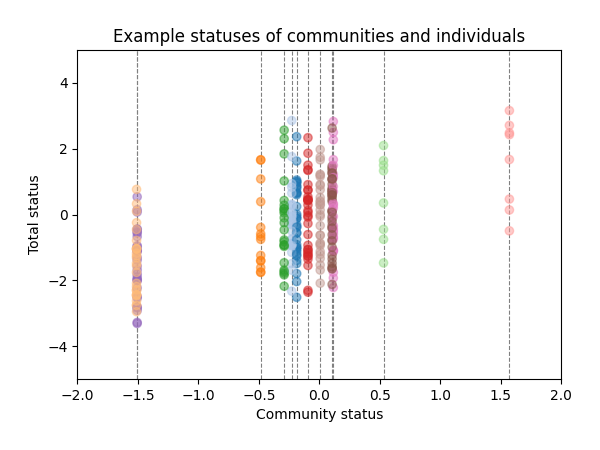 Example statuses of communities and individuals
4
2
0
−2
−4
Total status
−2.0 −1.5 −1.0 −0.5 0.0 0.5 1.0 1.5 2.0
Community status